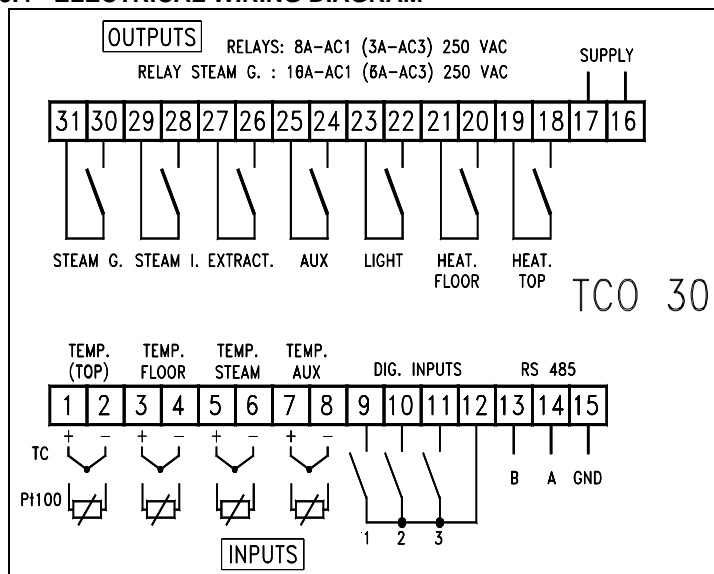 ELECTRICAL WIRING DIAGRAM
OUTPUTS
RELAYS: 8A-AC1 (3A-AC3) 250 VAC
RELAY STEAM G. : 16A-AC1 (6A-AC3) 250 VAC
SUPPLY
31 30 29 28 27 26 25 24 23 22 21 20 19 18 17 16
STEAM G. STEAM I. EXTRACT. AUX LIGHT HEAT. FLOOR HEAT. TOP
TCO 30
TEMP. (TOP) TEMP. FLOOR TEMP. STEAM TEMP. AUX DIG. INPUTS RS 485
1 2 3 4 5 6 7 8 9 10 11 12 13 14 15
+ - + - + - + -
TC
B A GND
Pt100
1 2 3
INPUTS